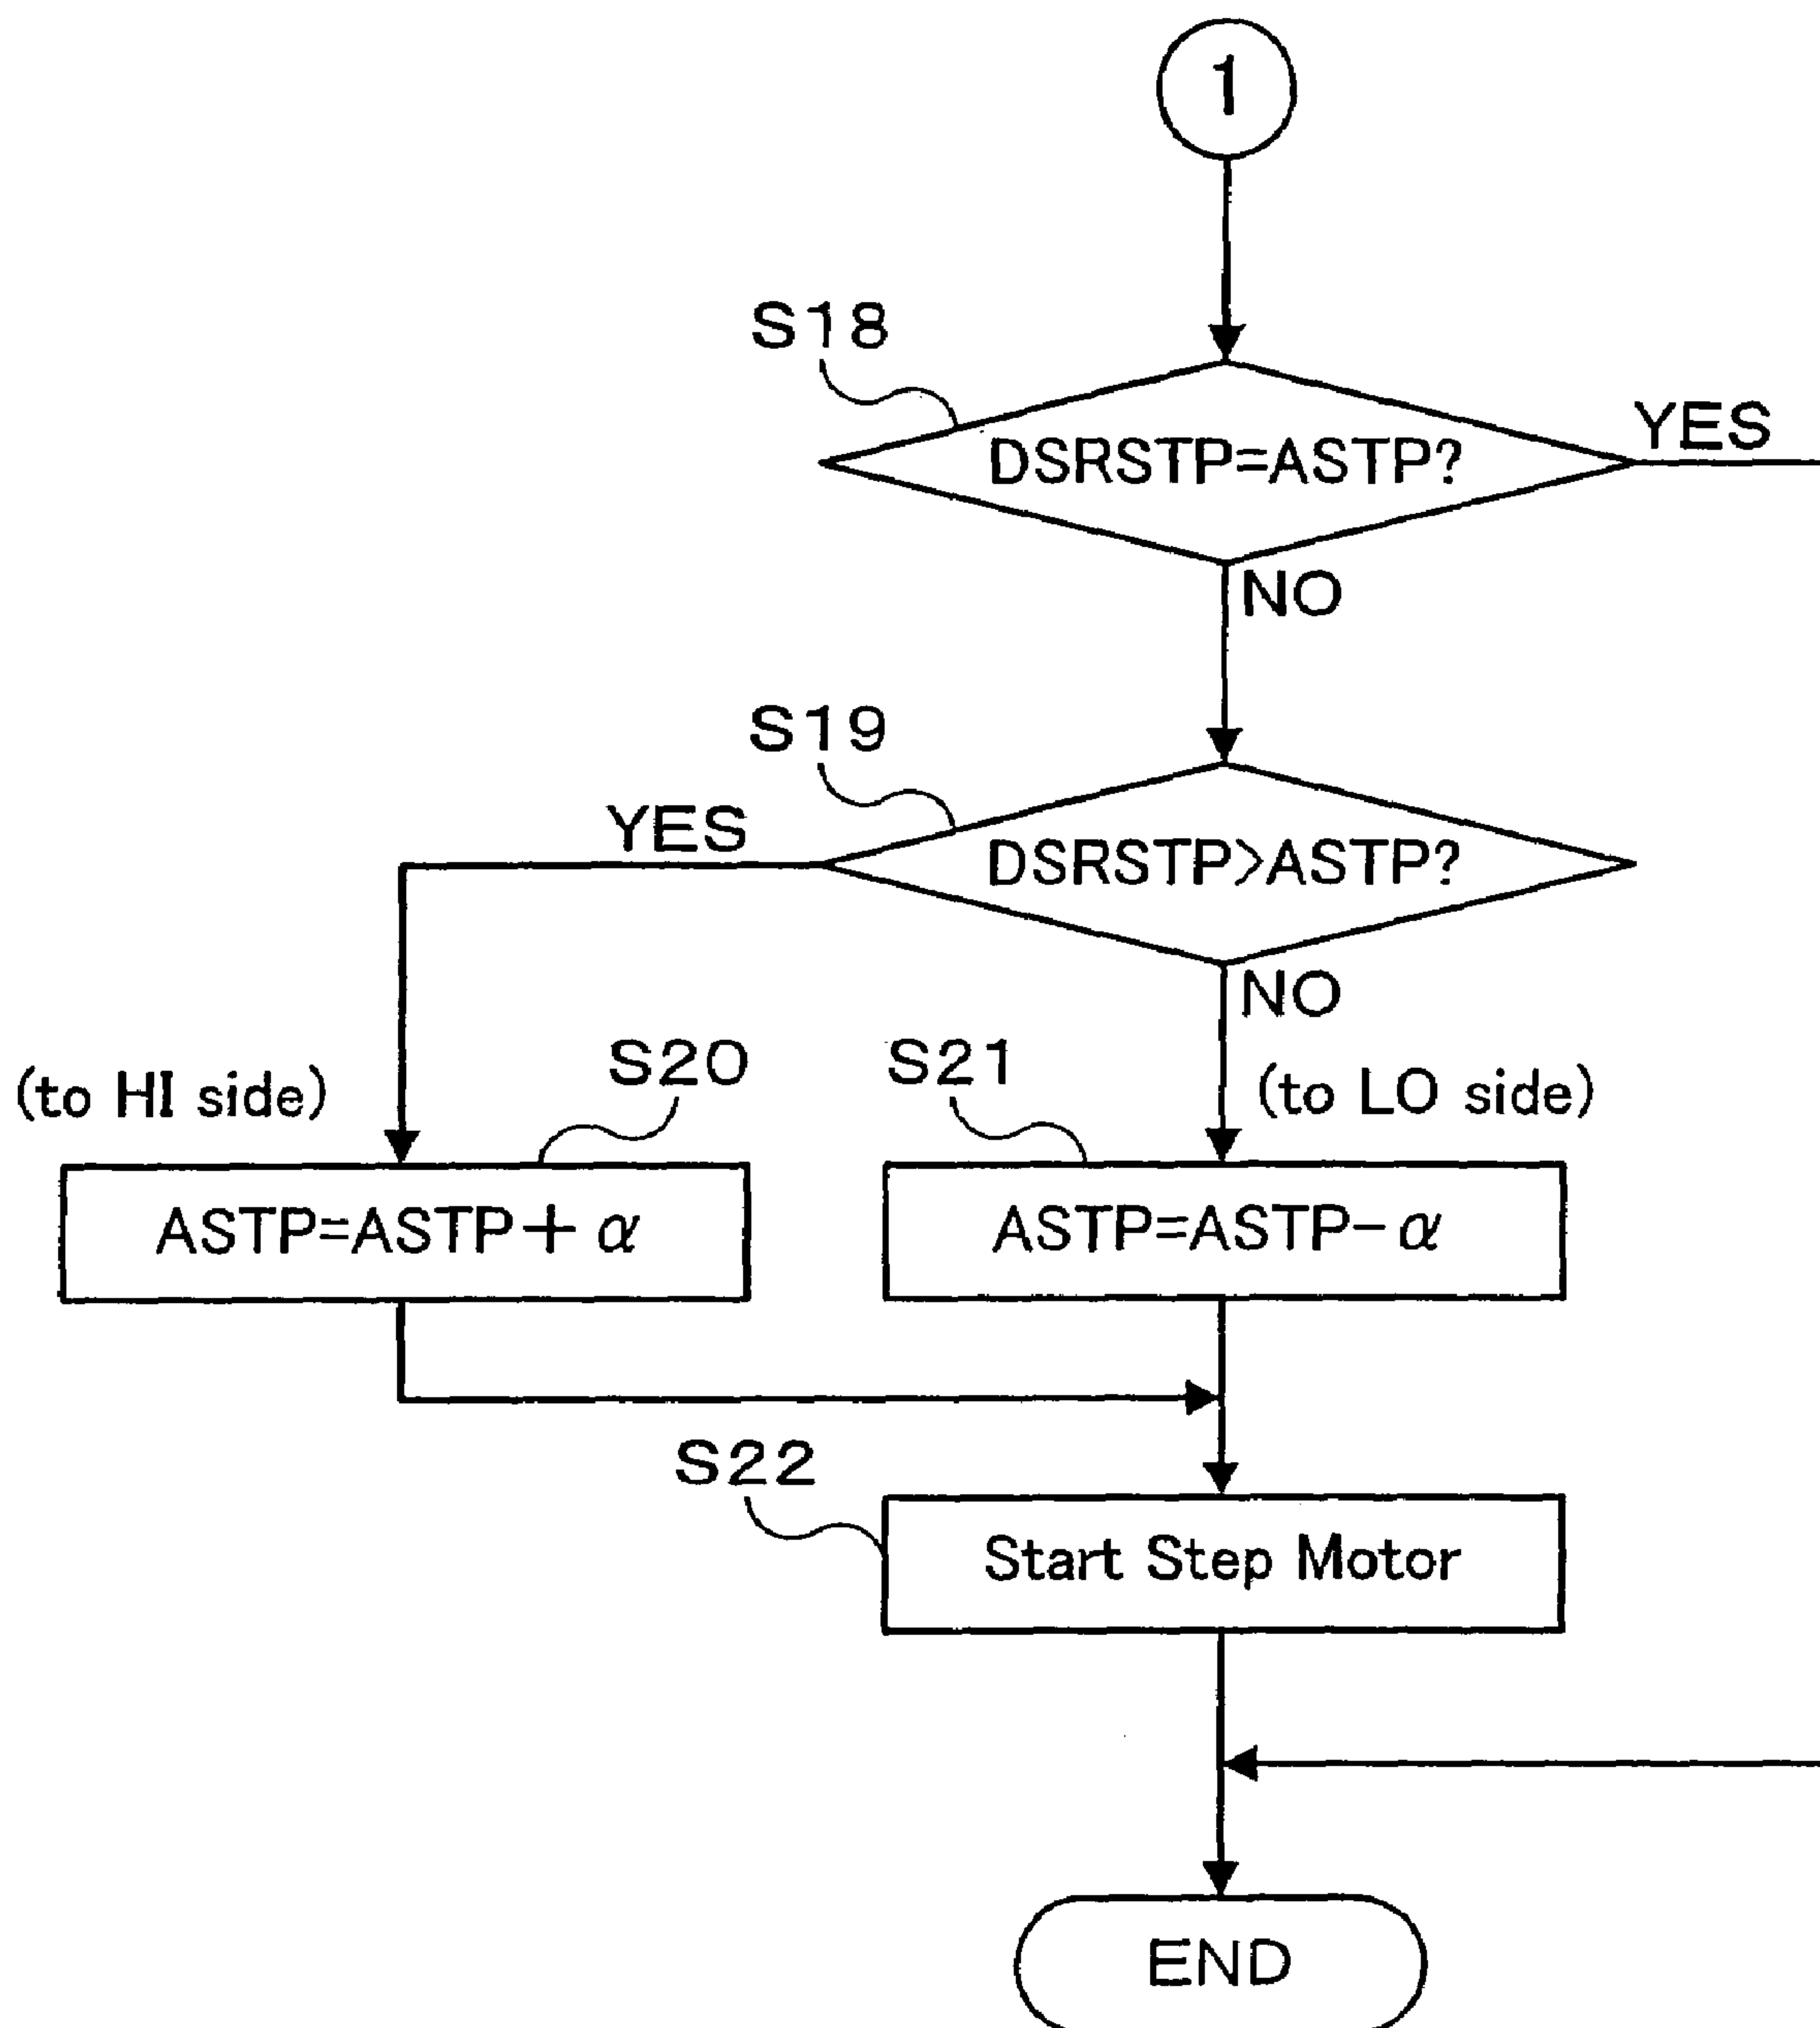 1
S18
DSRSTP=ASTP?
YES
NO
S19
YES
DSRSTP>ASTP?
NO
(to HI side)
S20
S21
(to LO side)
ASTP=ASTP+α
ASTP=ASTP-α
S22
Start Step Motor
END